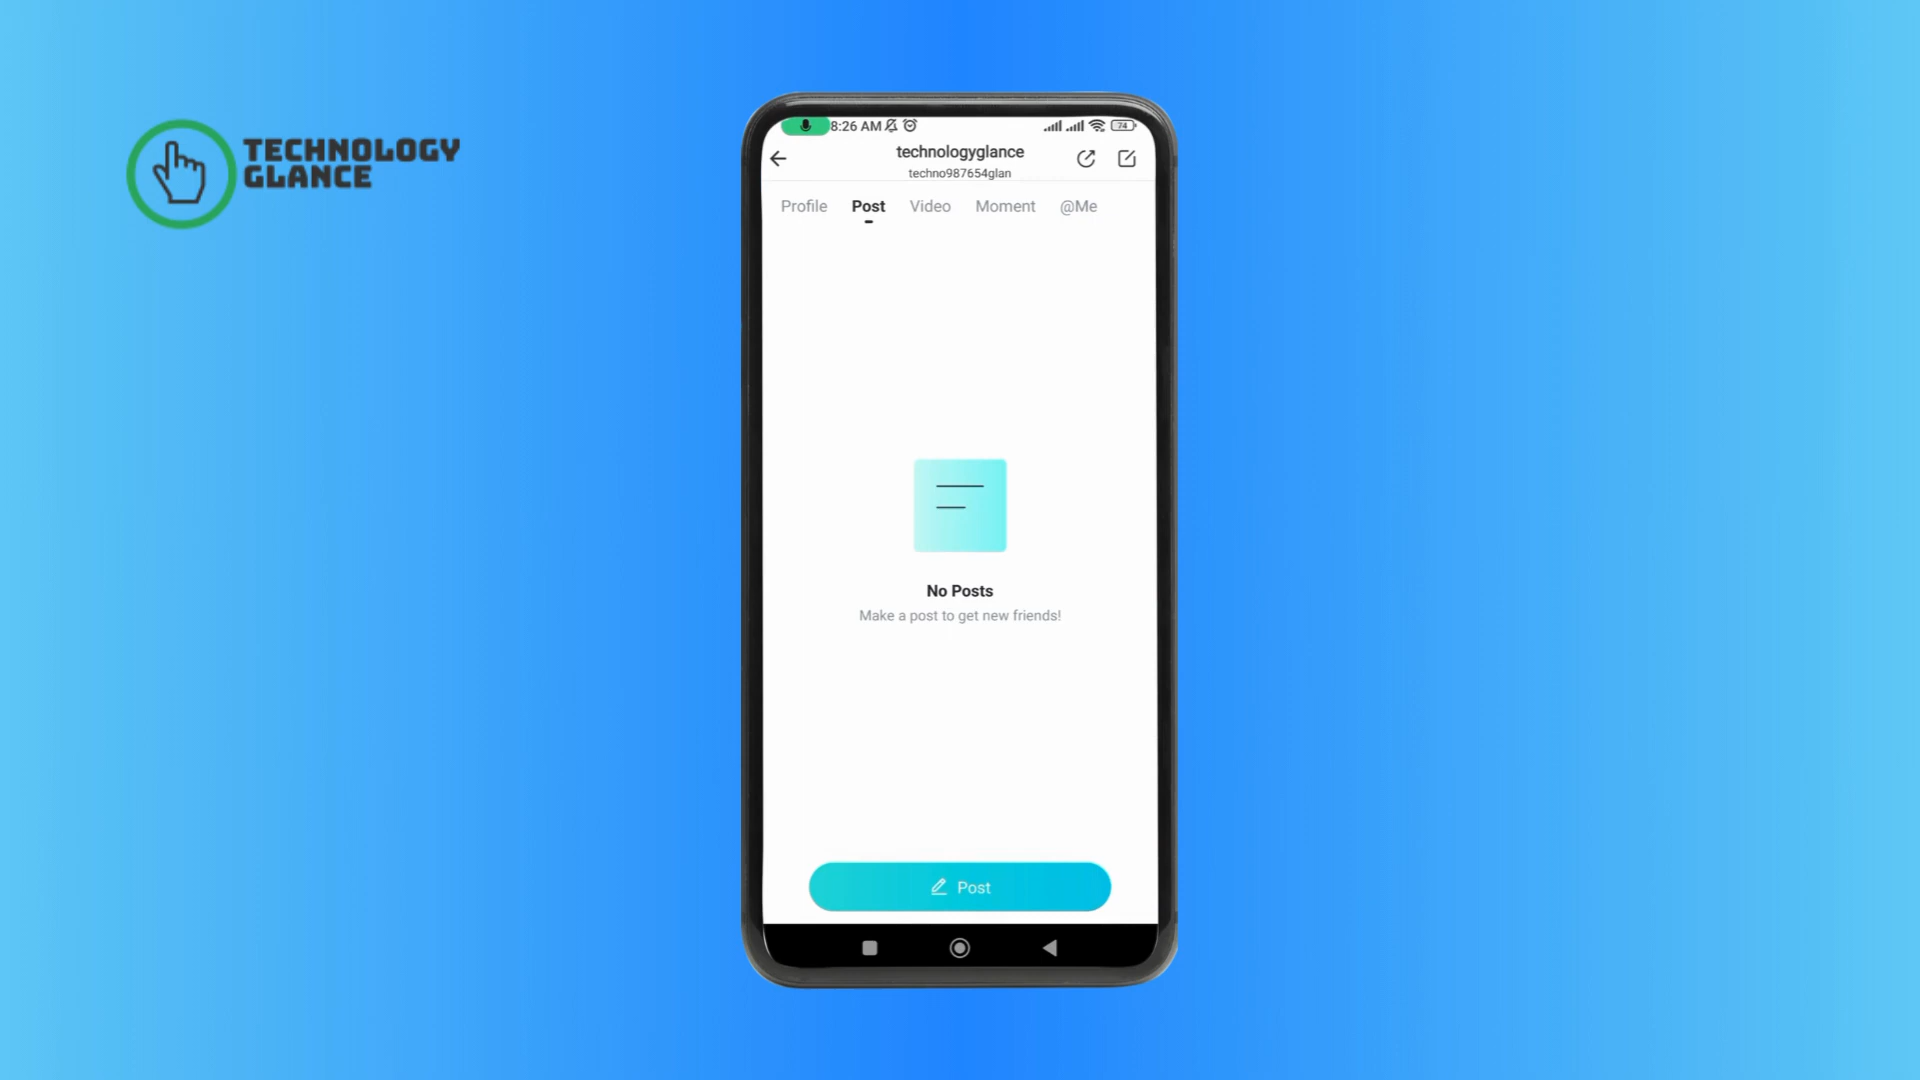 TECHNOLOGY
GLANCE
8:26 AM
74
technologyglance
techno987654glan
Profile Post Video Moment @Me
No Posts
Make a post to get new friends!
Post